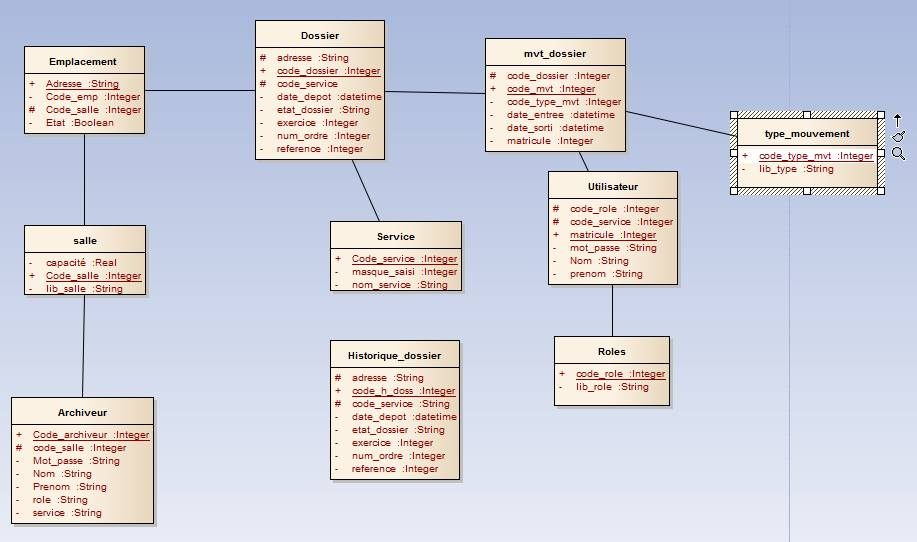 Emplacement
+ Adresse :String
- Code_emp :Integer
# Code_salle :Integer
- Etat :Boolean
Dossier
# adresse :String
+ code_dossier :Integer
# code_service
- date_depot :datetime
- etat_dossier :String
- exercice :Integer
- num_ordre :Integer
- reference :Integer
mvt_dossier
# code_dossier :Integer
+ code_mvt :Integer
- code_type_mvt :Integer
- date_entree :datetime
- date_sorti :datetime
- matricule :Integer
type_mouvement
+ code_type_mvt :Integer
- lib_type :String
salle
- capacité :Real
+ Code_salle :Integer
- lib_salle :String
Service
+ Code_service :Integer
- masque_saisi :Integer
- nom_service :String
Utilisateur
# code_role :Integer
# code_service :Integer
+ matricule :Integer
- mot_passe :String
- Nom :String
- prenom :String
Roles
+ code_role :Integer
- lib_role :String
Historique_dossier
# adresse :String
+ code_h_doss :Integer
# code_service :String
- date_depot :datetime
- etat_dossier :String
- exercice :Integer
- num_ordre :Integer
- reference :Integer
Archiveur
+ Code_archiveur :Integer
# code_salle :Integer
- Mot_passe :String
- Nom :String
- Prenom :String
- role :String
- service :String